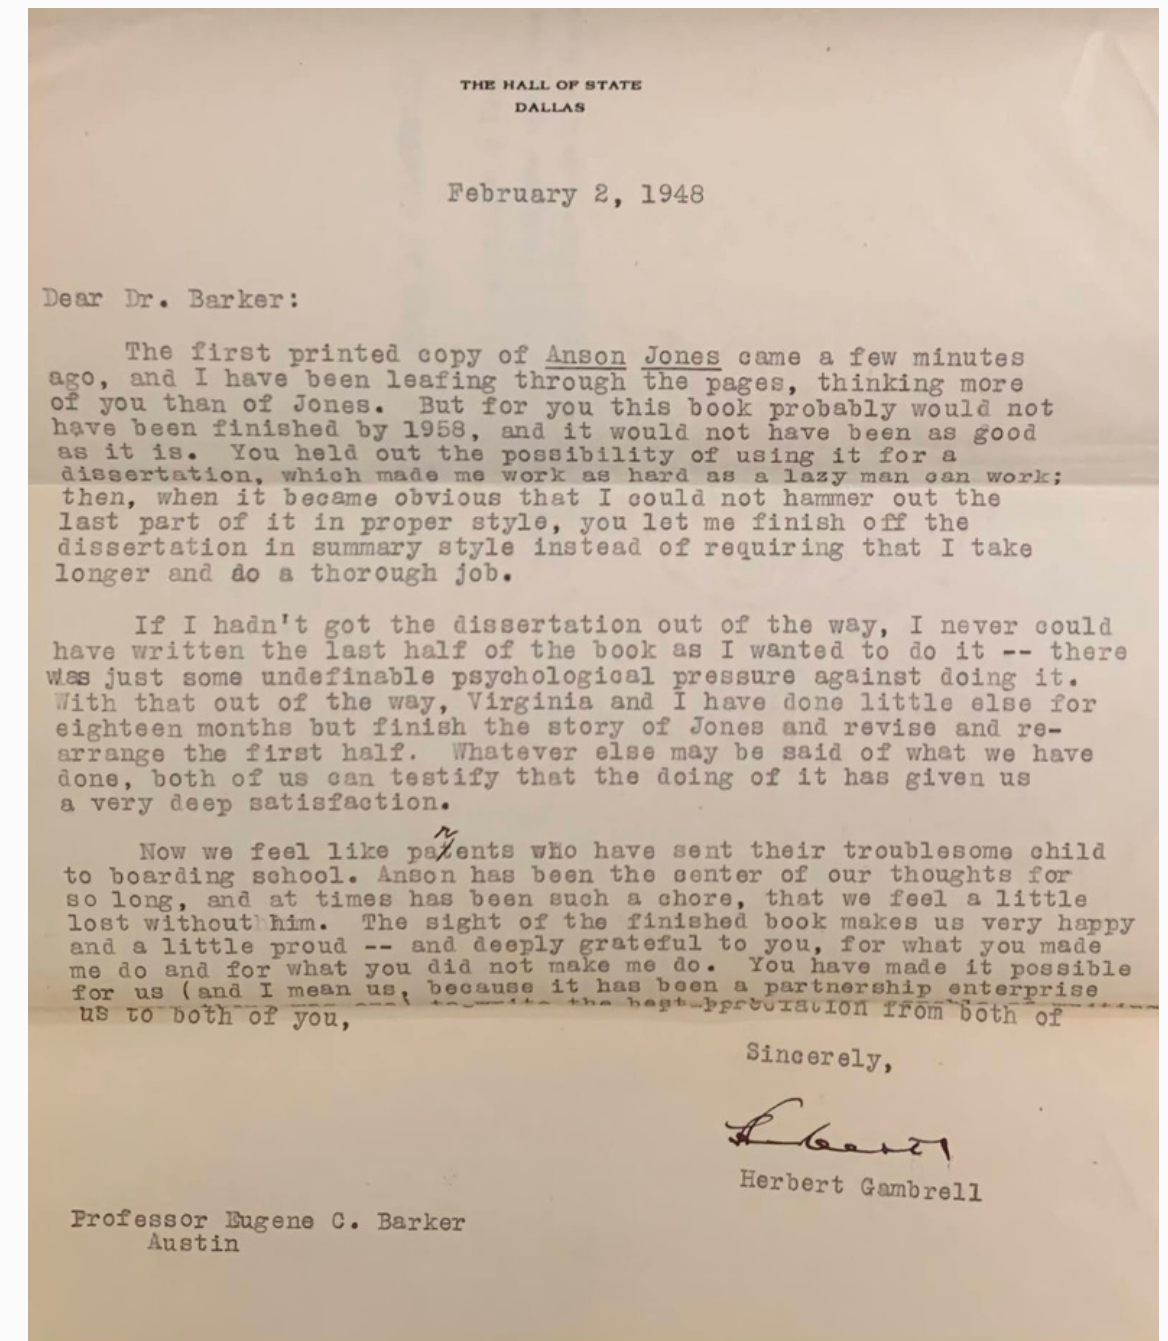 THE HALL OF STATE
DALLAS
February 2, 1948
Dear Dr. Barker:
The first printed copy of Anson Jones came a few minutes
ago, and I have been leafing through the pages, thinking more
of you than of Jones. But for you this book probably would not
have been finished by 1958, and it would not have been as good
as it is. You held out the possibility of using it for a
dissertation, which made me work as hard as a lazy man can work;
then, when it became obvious that I could not hammer out the
last part of it in proper style, you let me finish off the
dissertation in summary style instead of requiring that I take
longer and do a thorough job.
If I hadn't got the dissertation out of the way, I never could
have written the last half of the book as I wanted to do it -- there
was just some undefinable psychological pressure against doing it.
With that out of the way, Virginia and I have done little else for
eighteen months but finish the story of Jones and revise and re-
arrange the first half. Whatever else may be said of what we have
done, both of us can testify that the doing of it has given us
a very deep satisfaction.
Now we feel like parents who have sent their troublesome child
to boarding school. Anson has been the center of our thoughts for
so long, and at times has been such a chore, that we feel a little
lost without him. The sight of the finished book makes us very happy
and a little proud -- and deeply grateful to you, for what you made
me do and for what you did not make me do. You have made it possible
for us (and I mean us, because it has been a partnership enterprise
the best from both of
us to both of you,
Sincerely,
Herbert
Herbert Gambrell
Professor Eugene C. Barker
Austin